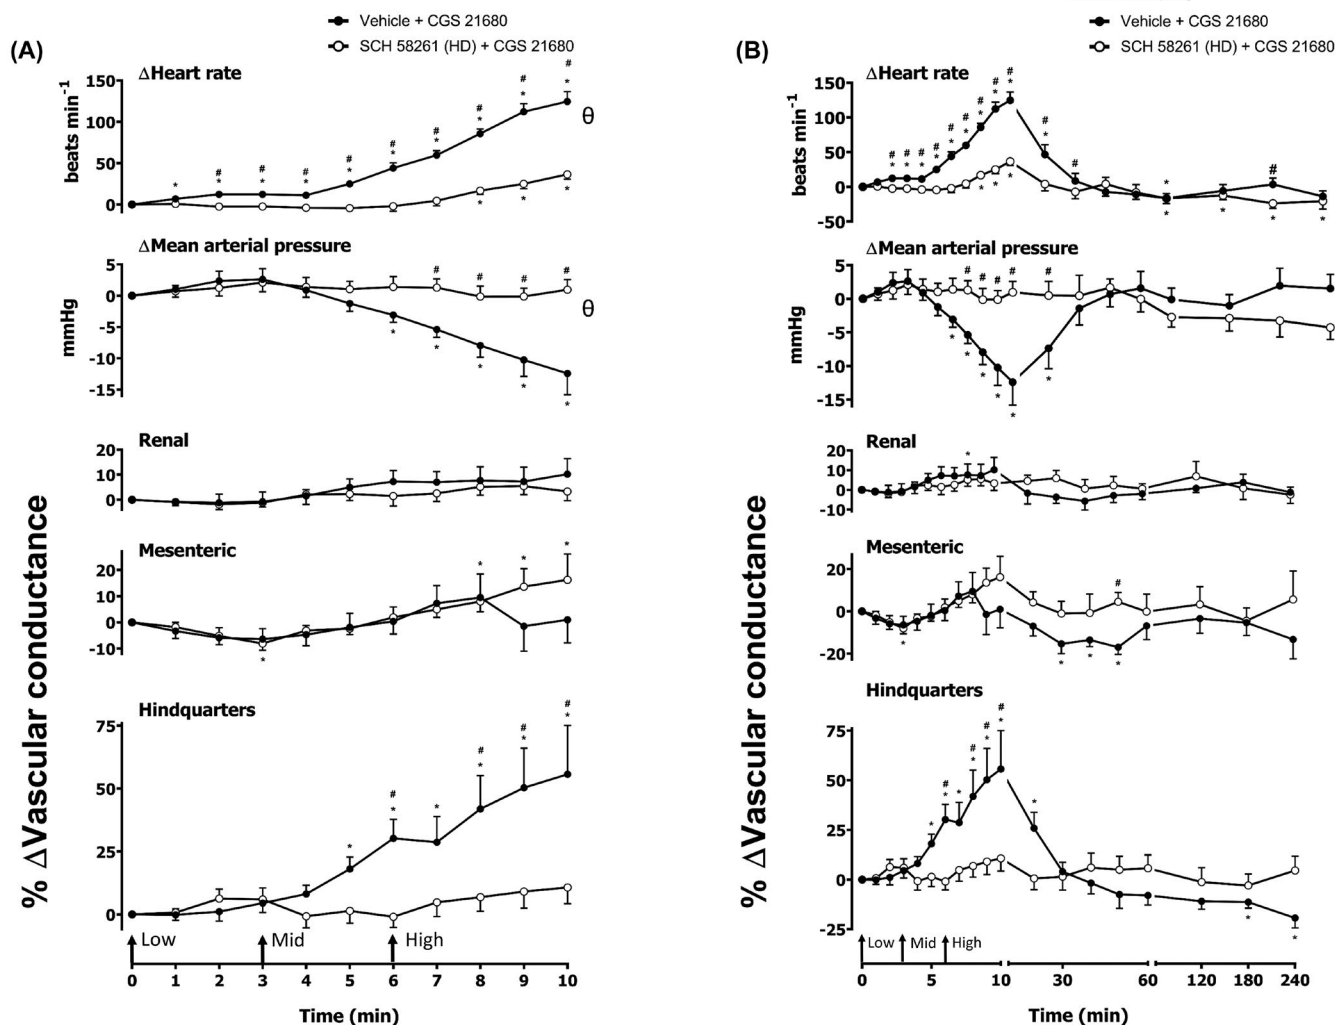 (A)
Vehicle + CGS 21680
SCH 58261 (HD) + CGS 21680
ΔHeart rate
beats min⁻¹
150
100
50
0
θ
ΔMean arterial pressure
mmHg
5
0
-5
-10
-15
θ
% ΔVascular conductance
Renal
20
10
0
Mesenteric
20
10
0
-10
Hindquarters
75
50
25
0
Low
Mid
High
0 1 2 3 4 5 6 7 8 9 10
Time (min)
(B)
Vehicle + CGS 21680
SCH 58261 (HD) + CGS 21680
ΔHeart rate
beats min⁻¹
150
100
50
0
-50
ΔMean arterial pressure
mmHg
5
0
-5
-10
-15
% ΔVascular conductance
Renal
20
10
0
-10
Mesenteric
20
0
-20
Hindquarters
75
50
25
0
-25
Low
Mid
High
0 5 10 30 60 120 180 240
Time (min)